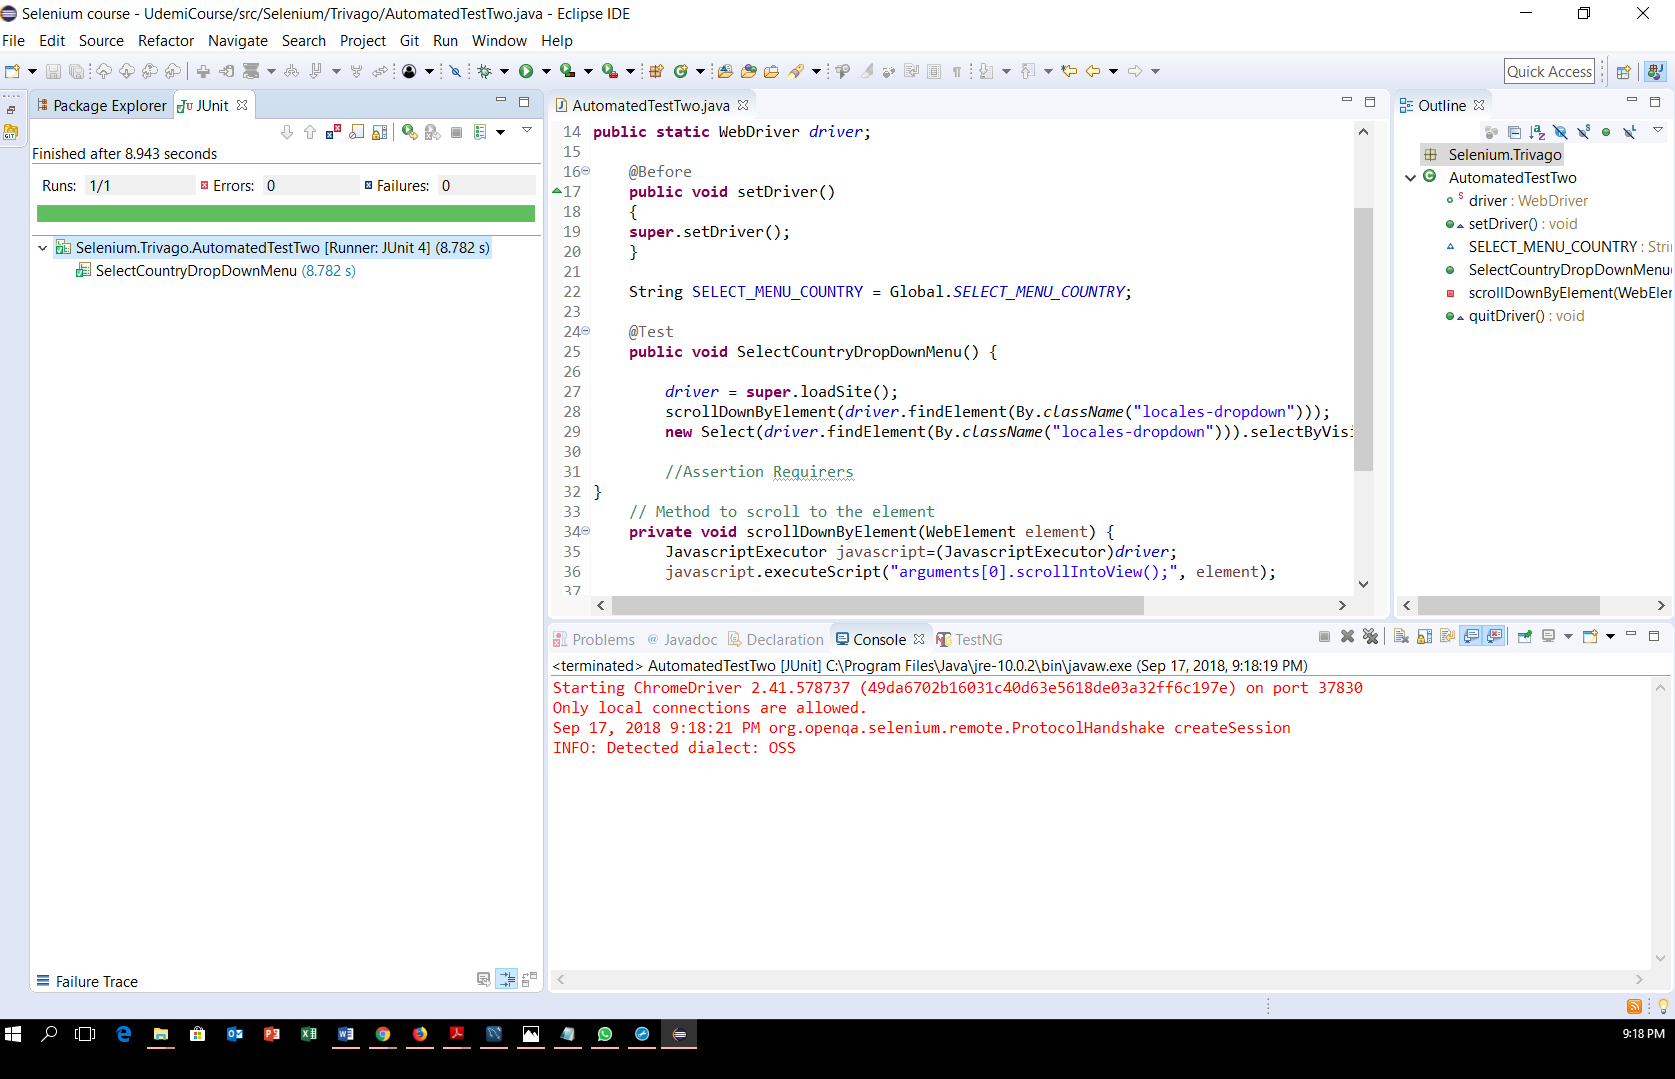 Selenium course - UdemiCourse/src/Selenium/Trivago/AutomatedTestTwo.java - Eclipse IDE
File Edit Source Refactor Navigate Search Project Git Run Window Help
Quick Access
Package Explorer JUnit
Finished after 8.943 seconds
Runs: 1/1 Errors: 0 Failures: 0
Selenium.Trivago.AutomatedTestTwo [Runner: JUnit 4] (8.782 s)
SelectCountryDropDownMenu (8.782 s)
Failure Trace
AutomatedTestTwo.java
14 public static WebDriver driver;
15
16 @Before
17 public void setDriver()
18 {
19 super.setDriver();
20 }
21
22 String SELECT_MENU_COUNTRY = Global.SELECT_MENU_COUNTRY;
23
24 @Test
25 public void SelectCountryDropDownMenu() {
26
27 driver = super.loadSite();
28 scrollDownByElement(driver.findElement(By.className("locales-dropdown")));
29 new Select(driver.findElement(By.className("locales-dropdown"))).selectByVisi
30
31 //Assertion Requirers
32 }
33 // Method to scroll to the element
34 private void scrollDownByElement(WebElement element) {
35 JavascriptExecutor javascript=(JavascriptExecutor)driver;
36 javascript.executeScript("arguments[0].scrollIntoView();", element);
37
Outline
Selenium.Trivago
AutomatedTestTwo
driver : WebDriver
setDriver() : void
SELECT_MENU_COUNTRY : Stri
SelectCountryDropDownMenu(
scrollDownByElement(WebEler
quitDriver() : void
Problems @ Javadoc Declaration Console TestNG
<terminated> AutomatedTestTwo [JUnit] C:\Program Files\Java\jre-10.0.2\bin\javaw.exe (Sep 17, 2018, 9:18:19 PM)
Starting ChromeDriver 2.41.578737 (49da6702b16031c40d63e5618de03a32ff6c197e) on port 37830
Only local connections are allowed.
Sep 17, 2018 9:18:21 PM org.openqa.selenium.remote.ProtocolHandshake createSession
INFO: Detected dialect: OSS
9:18 PM